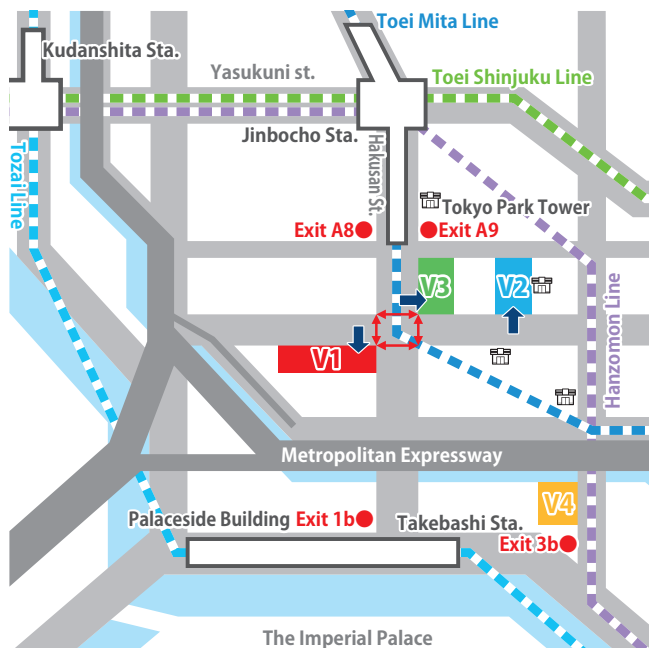 Toei Mita Line
Kudanshita Sta.
Yasukuni st.
Toei Shinjuku Line
Jinbocho Sta.
Hakusan St.
Tozai Line
Tokyo Park Tower
Exit A8
Exit A9
V3
V2
V1
Hanzomon Line
Metropolitan Expressway
V4
Palaceside Building Exit 1b
Takebashi Sta.
Exit 3b
The Imperial Palace